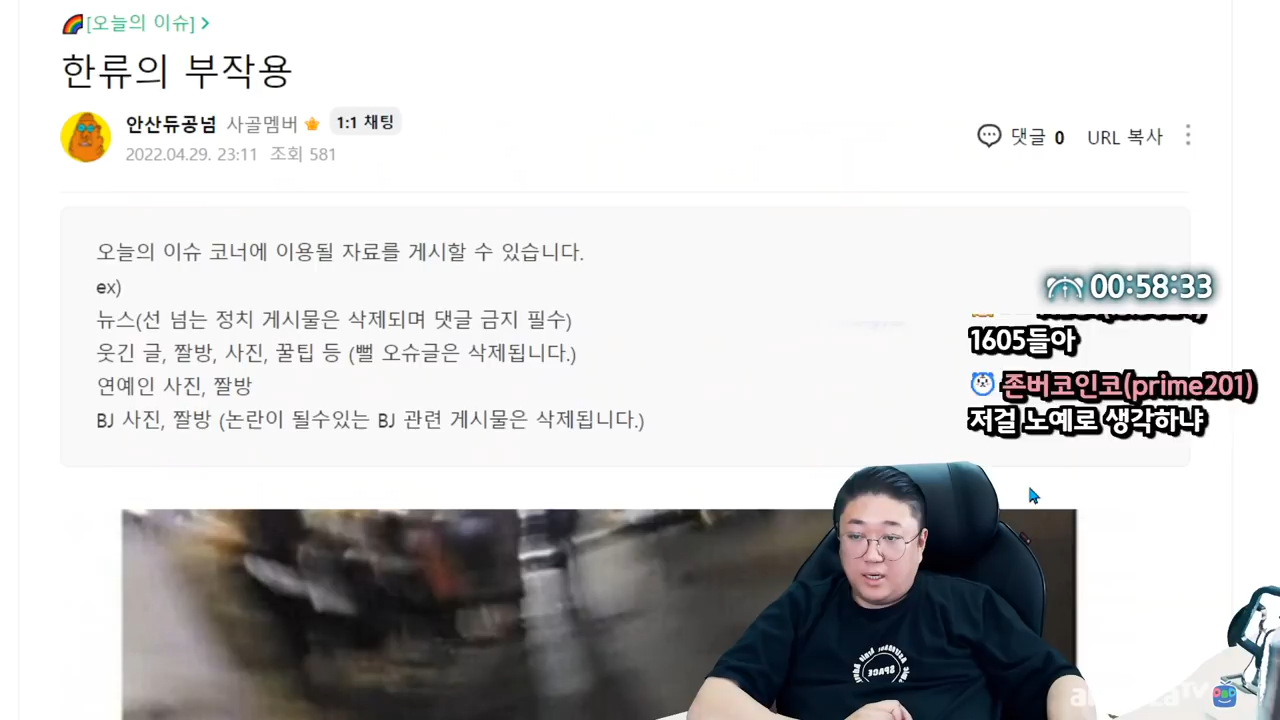 [오늘의 이슈] >
한류의 부작용
안산듀공넘 사골멤버 1:1 채팅
2022.04.29. 23:11 조회 581
댓글 0 URL 복사
오늘의 이슈 코너에 이용될 자료를 게시할 수 있습니다.
ex)
뉴스(선 넘는 정치 게시물은 삭제되며 댓글 금지 필수)
웃긴 글, 짤방, 사진, 꿀팁 등 (뻘 오슈글은 삭제됩니다.)
연예인 사진, 짤방
BJ 사진, 짤방 (논란이 될수있는 BJ 관련 게시물은 삭제됩니다.)
00:58:33
1605들아
존버코인코(prime201)
저걸 노예로 생각하냐
SPACE